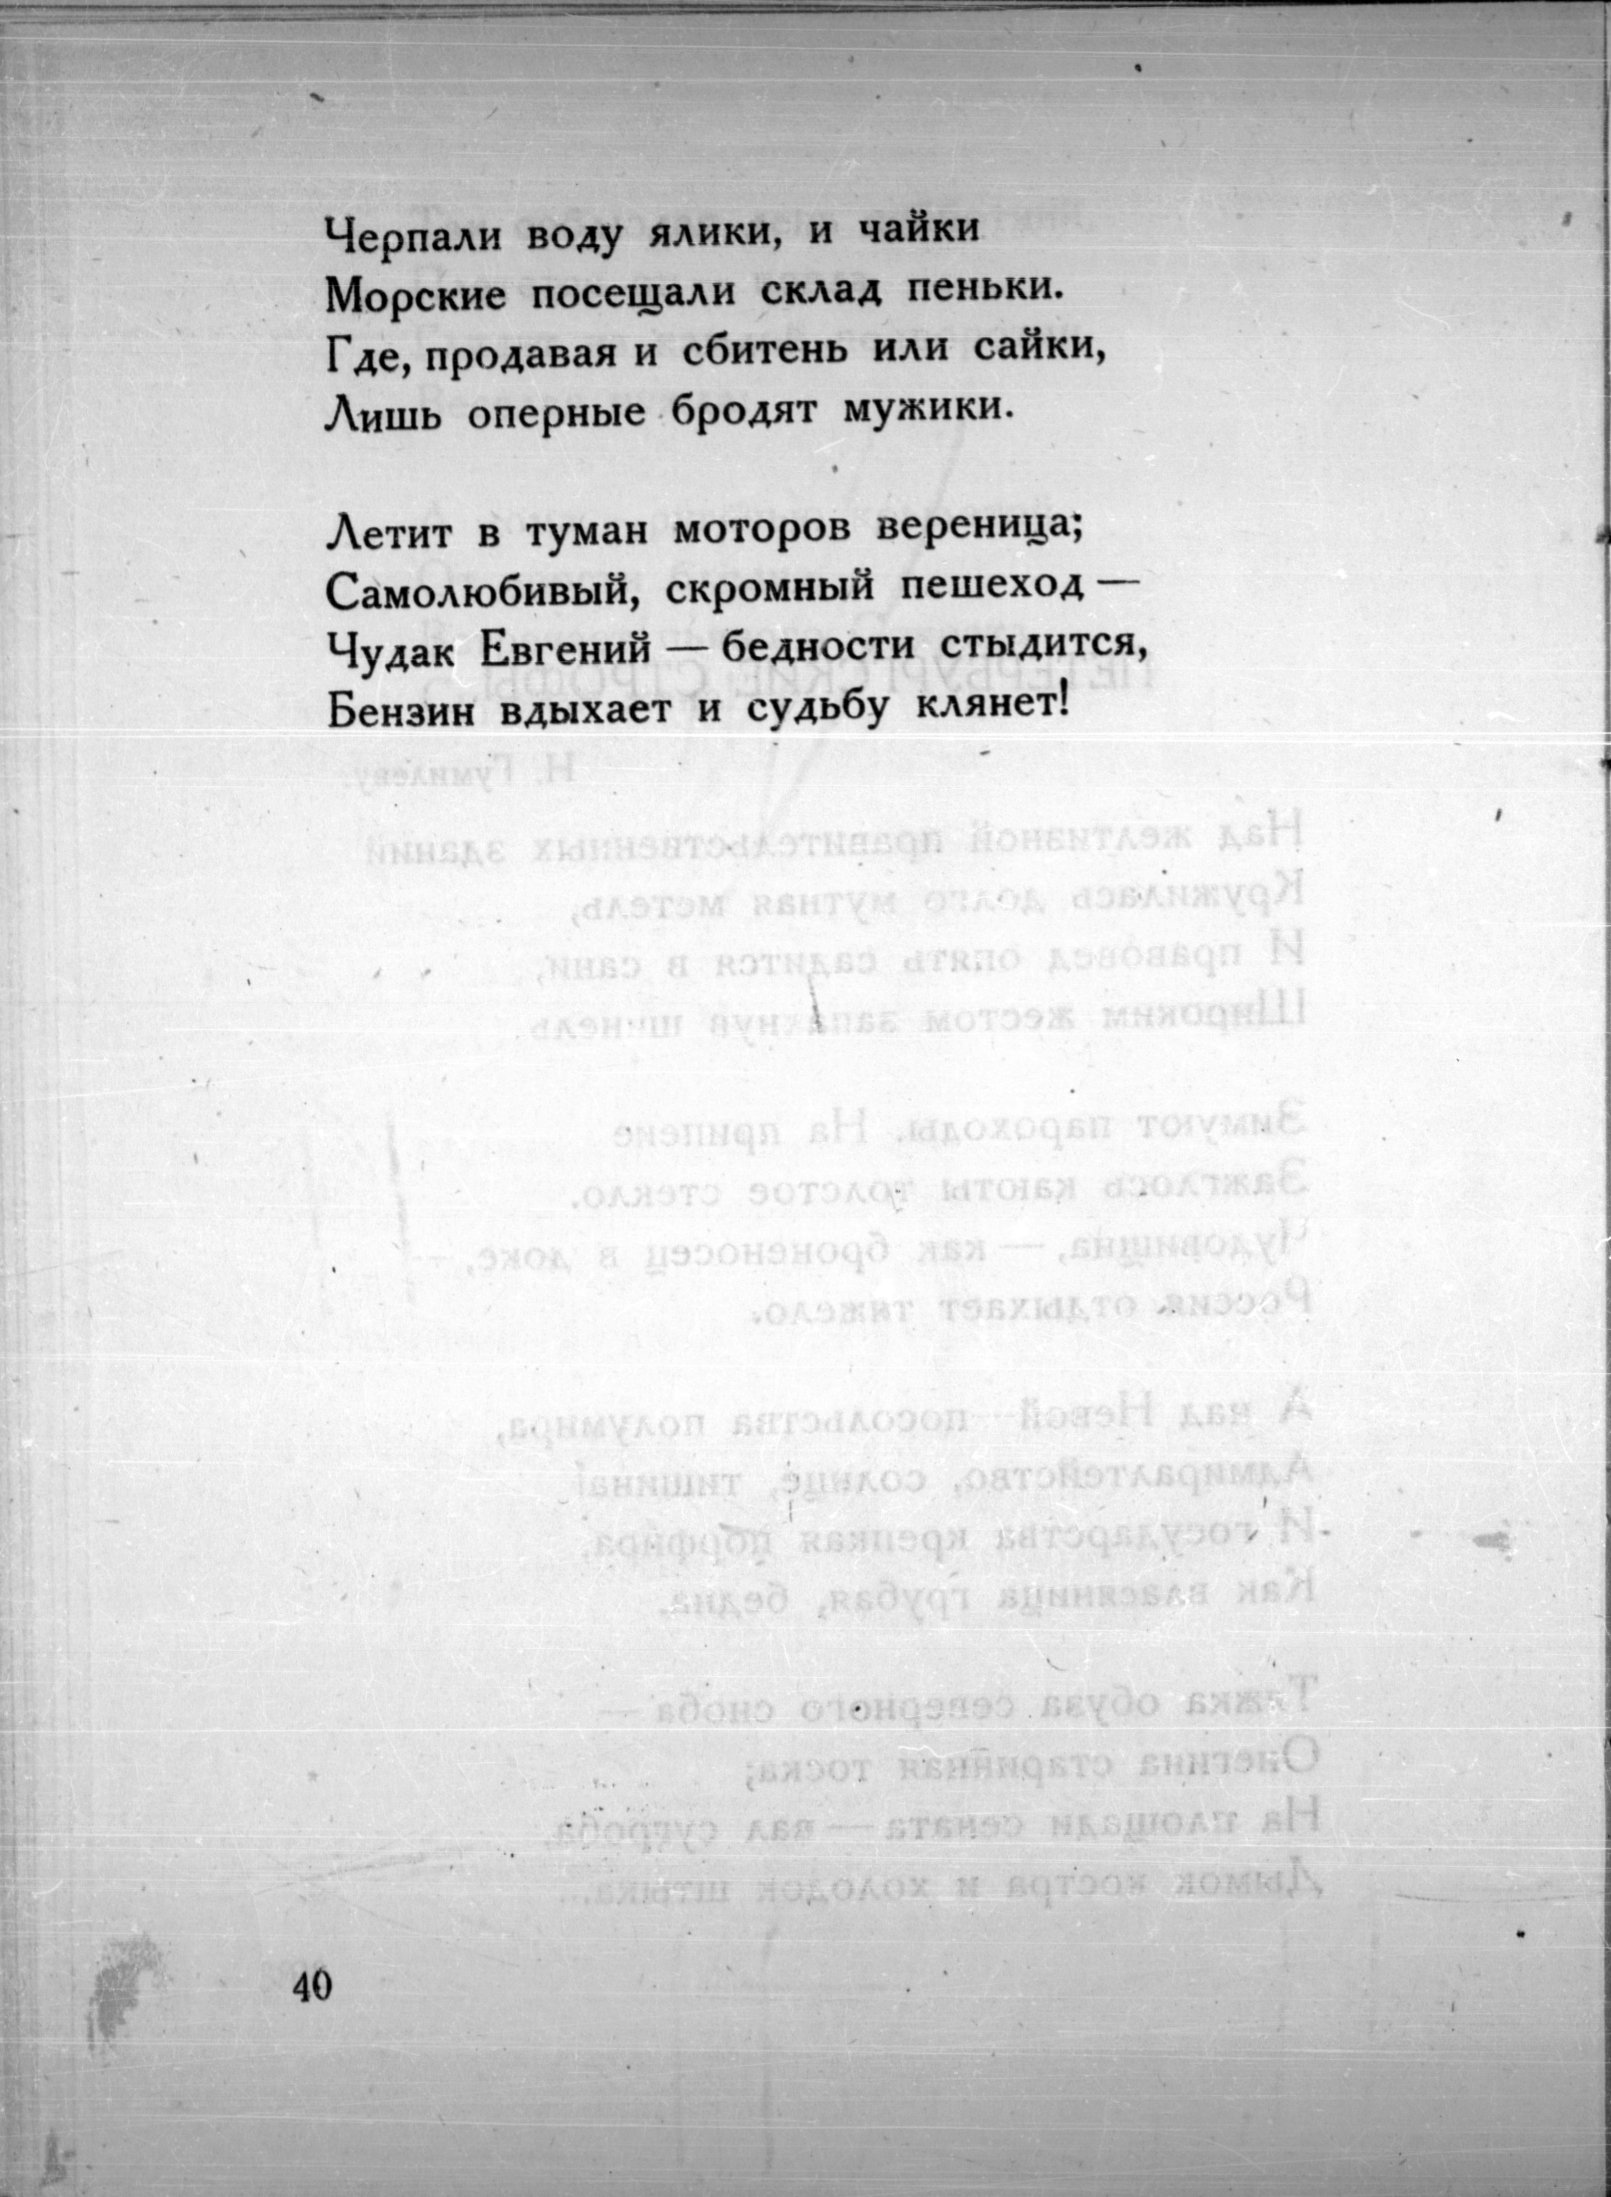 Черпали воду ялики, и чайки
Морские посещали склад пеньки.
Где, продавая и сбитень или сайки,
Лишь оперные бродят мужики.

Летит в туман моторов вереница;
Самолюбивый, скромный пешеход —
Чудак Евгений — бедности стыдится,
Бензин вдыхает и судьбу клянет!

40